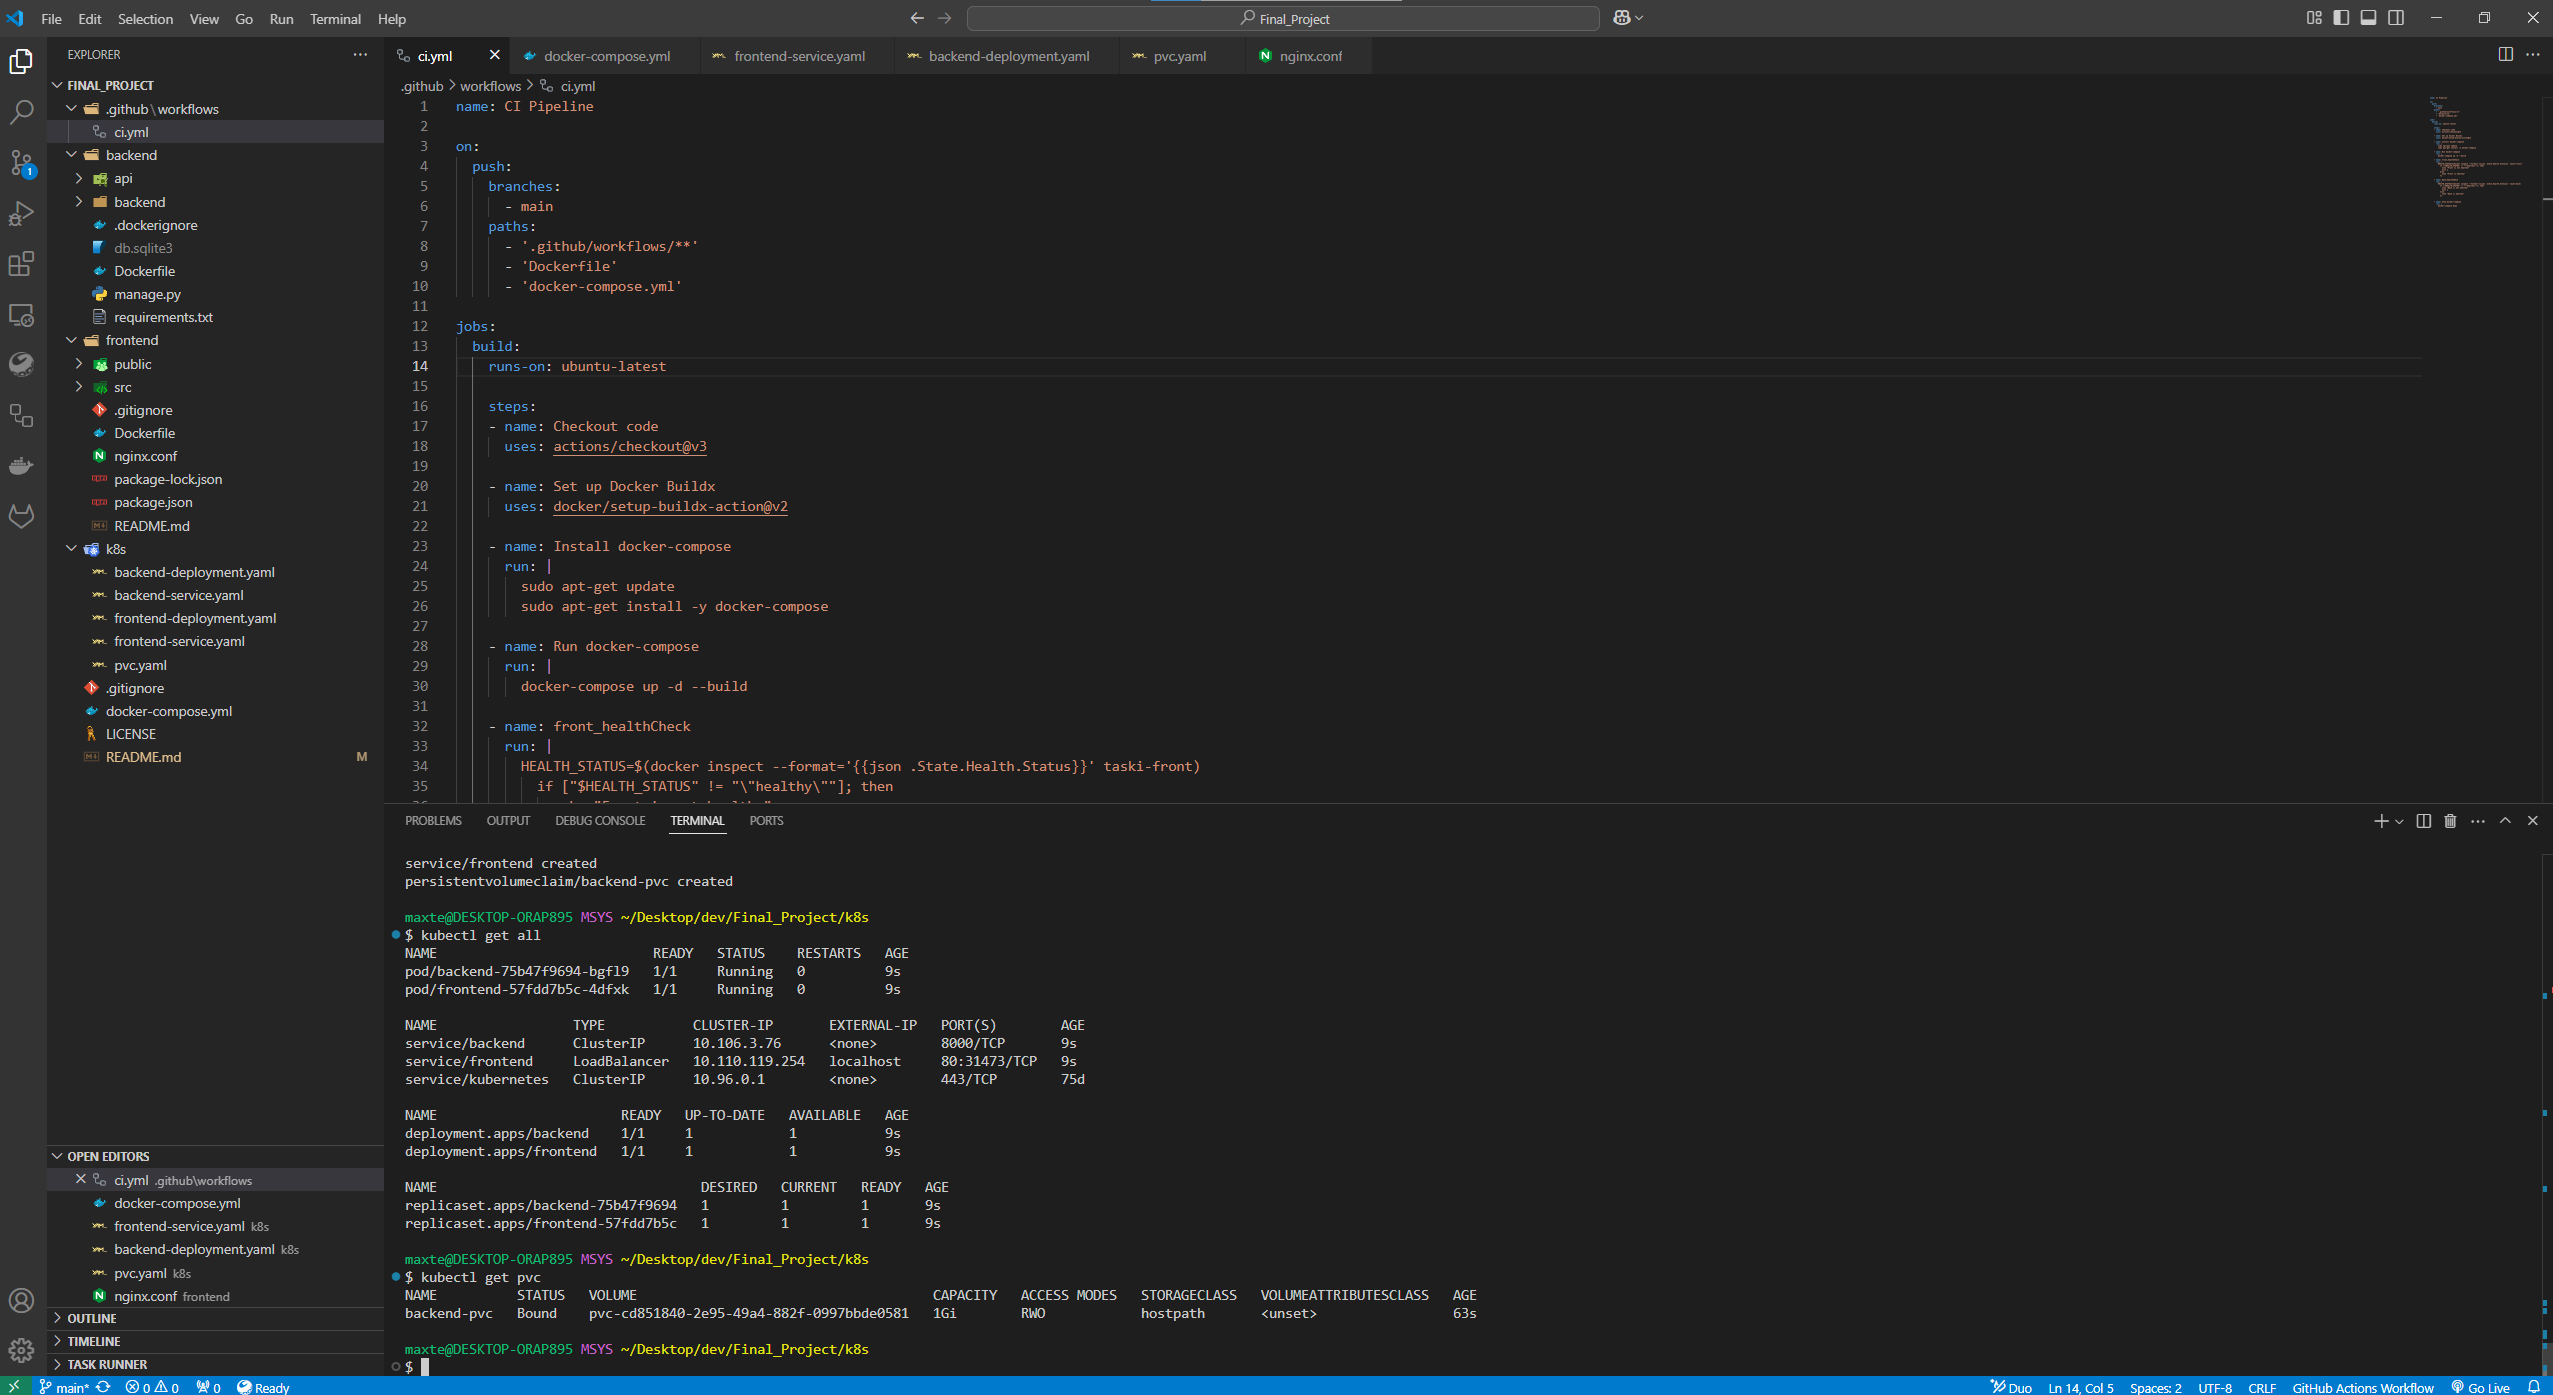 File Edit Selection View Go Run Terminal Help
Final_Project
EXPLORER
FINAL_PROJECT
.github \ workflows
ci.yml
backend
api
backend
.dockerignore
db.sqlite3
Dockerfile
manage.py
requirements.txt
frontend
public
src
.gitignore
Dockerfile
nginx.conf
package-lock.json
package.json
README.md
k8s
backend-deployment.yaml
backend-service.yaml
frontend-deployment.yaml
frontend-service.yaml
pvc.yaml
.gitignore
docker-compose.yml
LICENSE
README.md M
OPEN EDITORS
ci.yml .github\workflows
docker-compose.yml
frontend-service.yaml k8s
backend-deployment.yaml k8s
pvc.yaml k8s
nginx.conf frontend
OUTLINE
TIMELINE
TASK RUNNER
ci.yml docker-compose.yml frontend-service.yaml backend-deployment.yaml pvc.yaml nginx.conf
.github > workflows > ci.yml
1 name: CI Pipeline
2
3 on:
4 push:
5 branches:
6 - main
7 paths:
8 - '.github/workflows/**'
9 - 'Dockerfile'
10 - 'docker-compose.yml'
11
12 jobs:
13 build:
14 runs-on: ubuntu-latest
15
16 steps:
17 - name: Checkout code
18 uses: actions/checkout@v3
19
20 - name: Set up Docker Buildx
21 uses: docker/setup-buildx-action@v2
22
23 - name: Install docker-compose
24 run: |
25 sudo apt-get update
26 sudo apt-get install -y docker-compose
27
28 - name: Run docker-compose
29 run: |
30 docker-compose up -d --build
31
32 - name: front_healthCheck
33 run: |
34 HEALTH_STATUS=$(docker inspect --format='{{json .State.Health.Status}}' taski-front)
35 if ["$HEALTH_STATUS" != "\"healthy\""]; then
PROBLEMS OUTPUT DEBUG CONSOLE TERMINAL PORTS
service/frontend created
persistentvolumeclaim/backend-pvc created
maxte@DESKTOP-ORAP895 MSYS ~/Desktop/dev/Final_Project/k8s
$ kubectl get all
NAME READY STATUS RESTARTS AGE
pod/backend-75b47f9694-bgfl9 1/1 Running 0 9s
pod/frontend-57fdd7b5c-4dfxk 1/1 Running 0 9s
NAME TYPE CLUSTER-IP EXTERNAL-IP PORT(S) AGE
service/backend ClusterIP 10.106.3.76 <none> 8000/TCP 9s
service/frontend LoadBalancer 10.110.119.254 localhost 80:31473/TCP 9s
service/kubernetes ClusterIP 10.96.0.1 <none> 443/TCP 75d
NAME READY UP-TO-DATE AVAILABLE AGE
deployment.apps/backend 1/1 1 1 9s
deployment.apps/frontend 1/1 1 1 9s
NAME DESIRED CURRENT READY AGE
replicaset.apps/backend-75b47f9694 1 1 1 9s
replicaset.apps/frontend-57fdd7b5c 1 1 1 9s
maxte@DESKTOP-ORAP895 MSYS ~/Desktop/dev/Final_Project/k8s
$ kubectl get pvc
NAME STATUS VOLUME CAPACITY ACCESS MODES STORAGECLASS VOLUMEATTRIBUTESCLASS AGE
backend-pvc Bound pvc-cd851840-2e95-49a4-882f-0997bbde0581 1Gi RWO hostpath <unset> 63s
maxte@DESKTOP-ORAP895 MSYS ~/Desktop/dev/Final_Project/k8s
$
main* 0 0 0 Ready Duo Ln 14, Col 5 Spaces: 2 UTF-8 CRLF GitHub Actions Workflow Go Live